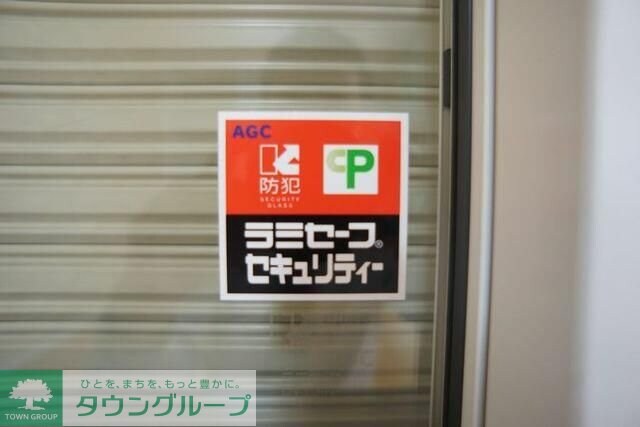 AGC
CP
防犯
SECURITY
GLASS
ラミセーフ®
セキュリティー
ひとを、まちを、もっと豊かに。
TOWN GROUP
タウングループ